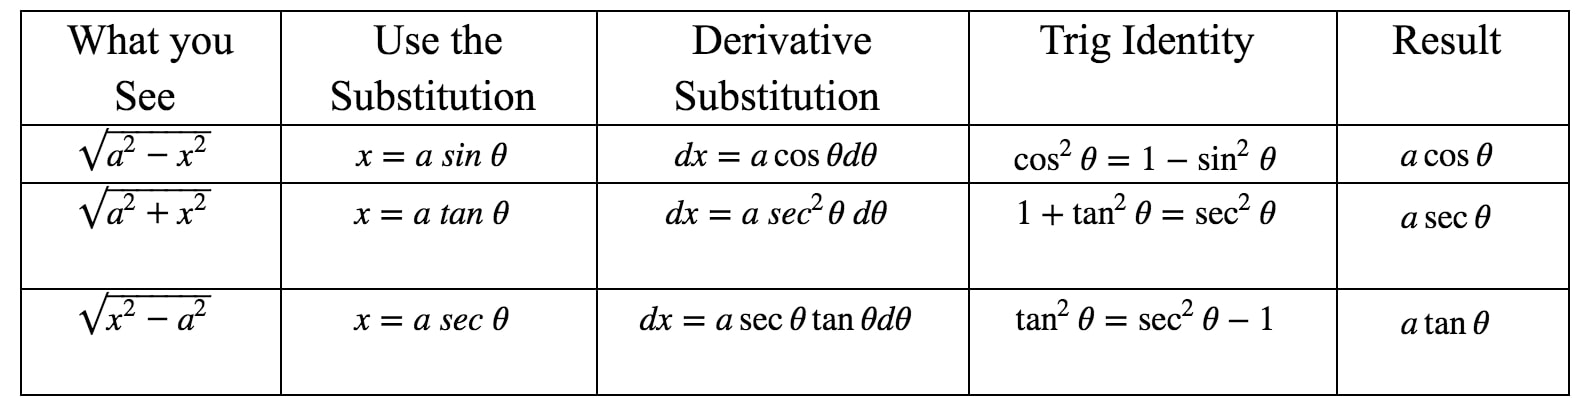 What you See | Use the Substitution | Derivative Substitution | Trig Identity | Result
√(a² − x²) | x = a sin θ | dx = a cos θdθ | cos² θ = 1 − sin² θ | a cos θ
√(a² + x²) | x = a tan θ | dx = a sec² θ dθ | 1 + tan² θ = sec² θ | a sec θ
√(x² − a²) | x = a sec θ | dx = a sec θ tan θdθ | tan² θ = sec² θ − 1 | a tan θ